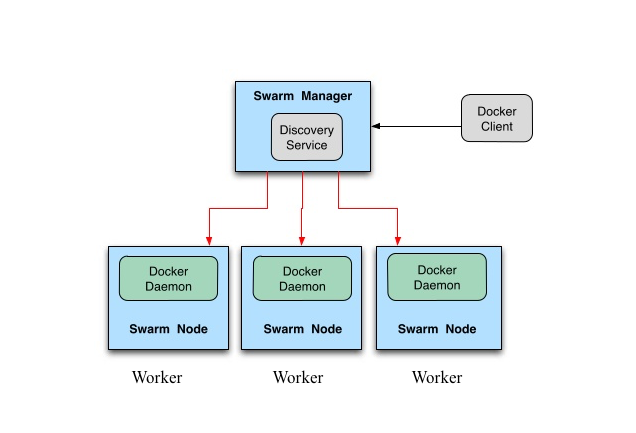 Swarm Manager
Discovery
Service
Docker
Client
Docker
Daemon
Swarm Node
Docker
Daemon
Swarm Node
Docker
Daemon
Swarm Node
Worker
Worker
Worker